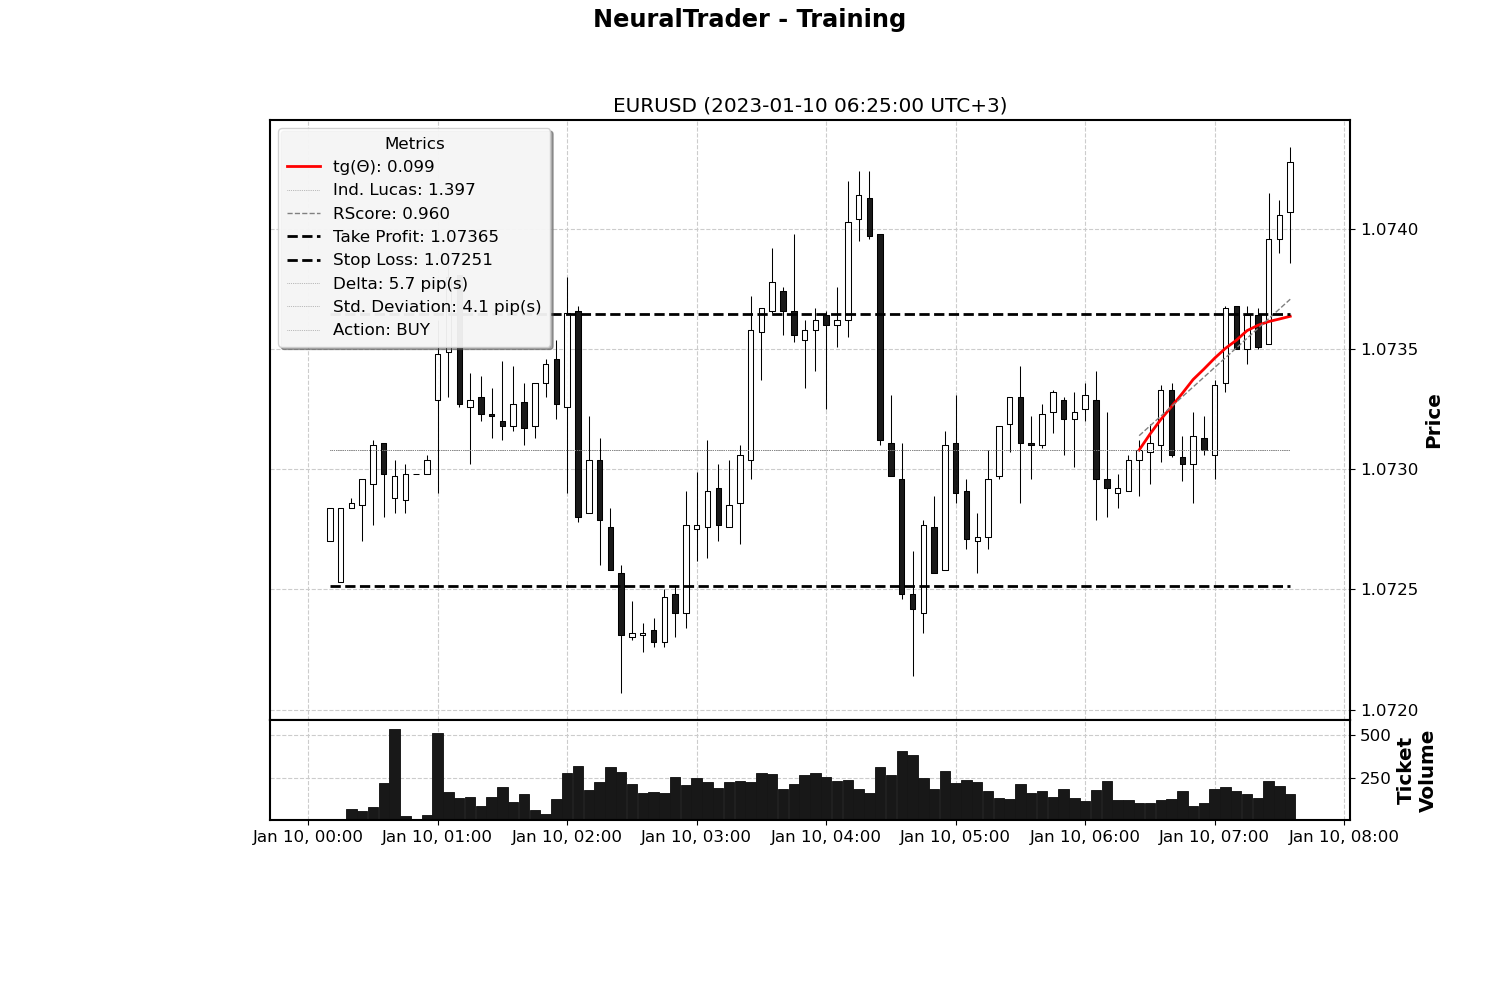 NeuralTrader - Training
EURUSD (2023-01-10 06:25:00 UTC+3)
Metrics
tg(Θ): 0.099
Ind. Lucas: 1.397
RScore: 0.960
Take Profit: 1.07365
Stop Loss: 1.07251
Delta: 5.7 pip(s)
Std. Deviation: 4.1 pip(s)
Action: BUY
1.0740
1.0735
1.0730
1.0725
1.0720
Price
500
250
Ticket
Volume
Jan 10, 00:00
Jan 10, 01:00
Jan 10, 02:00
Jan 10, 03:00
Jan 10, 04:00
Jan 10, 05:00
Jan 10, 06:00
Jan 10, 07:00
Jan 10, 08:00